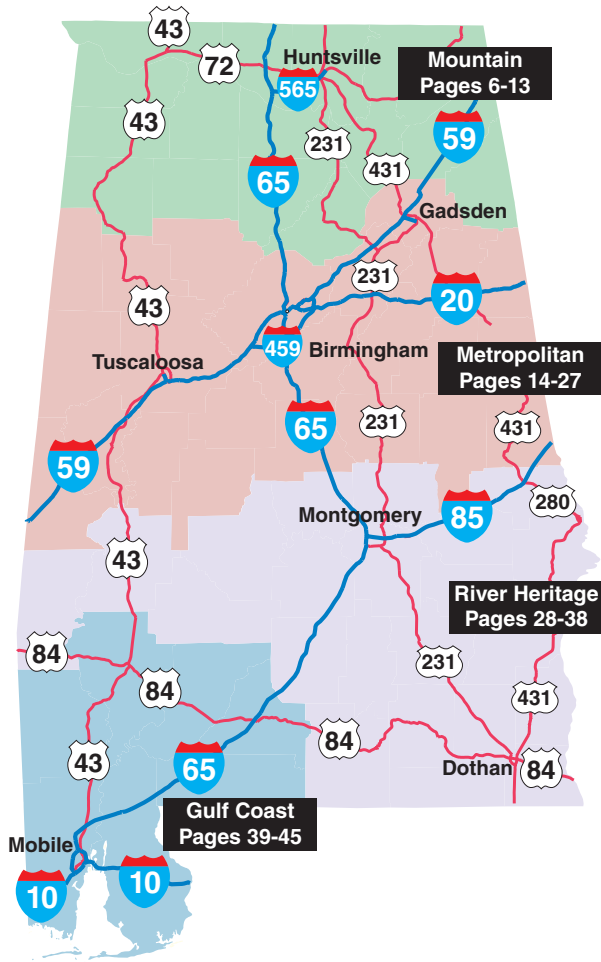 43
72
Huntsville
Mountain
Pages 6-13
565
43
231
59
431
65
Gadsden
231
20
43
459
Birmingham
Tuscaloosa
Metropolitan
Pages 14-27
65
231
431
59
280
Montgomery
85
43
River Heritage
Pages 28-38
84
231
84
431
84
43
65
Dothan
84
Gulf Coast
Pages 39-45
Mobile
10
10